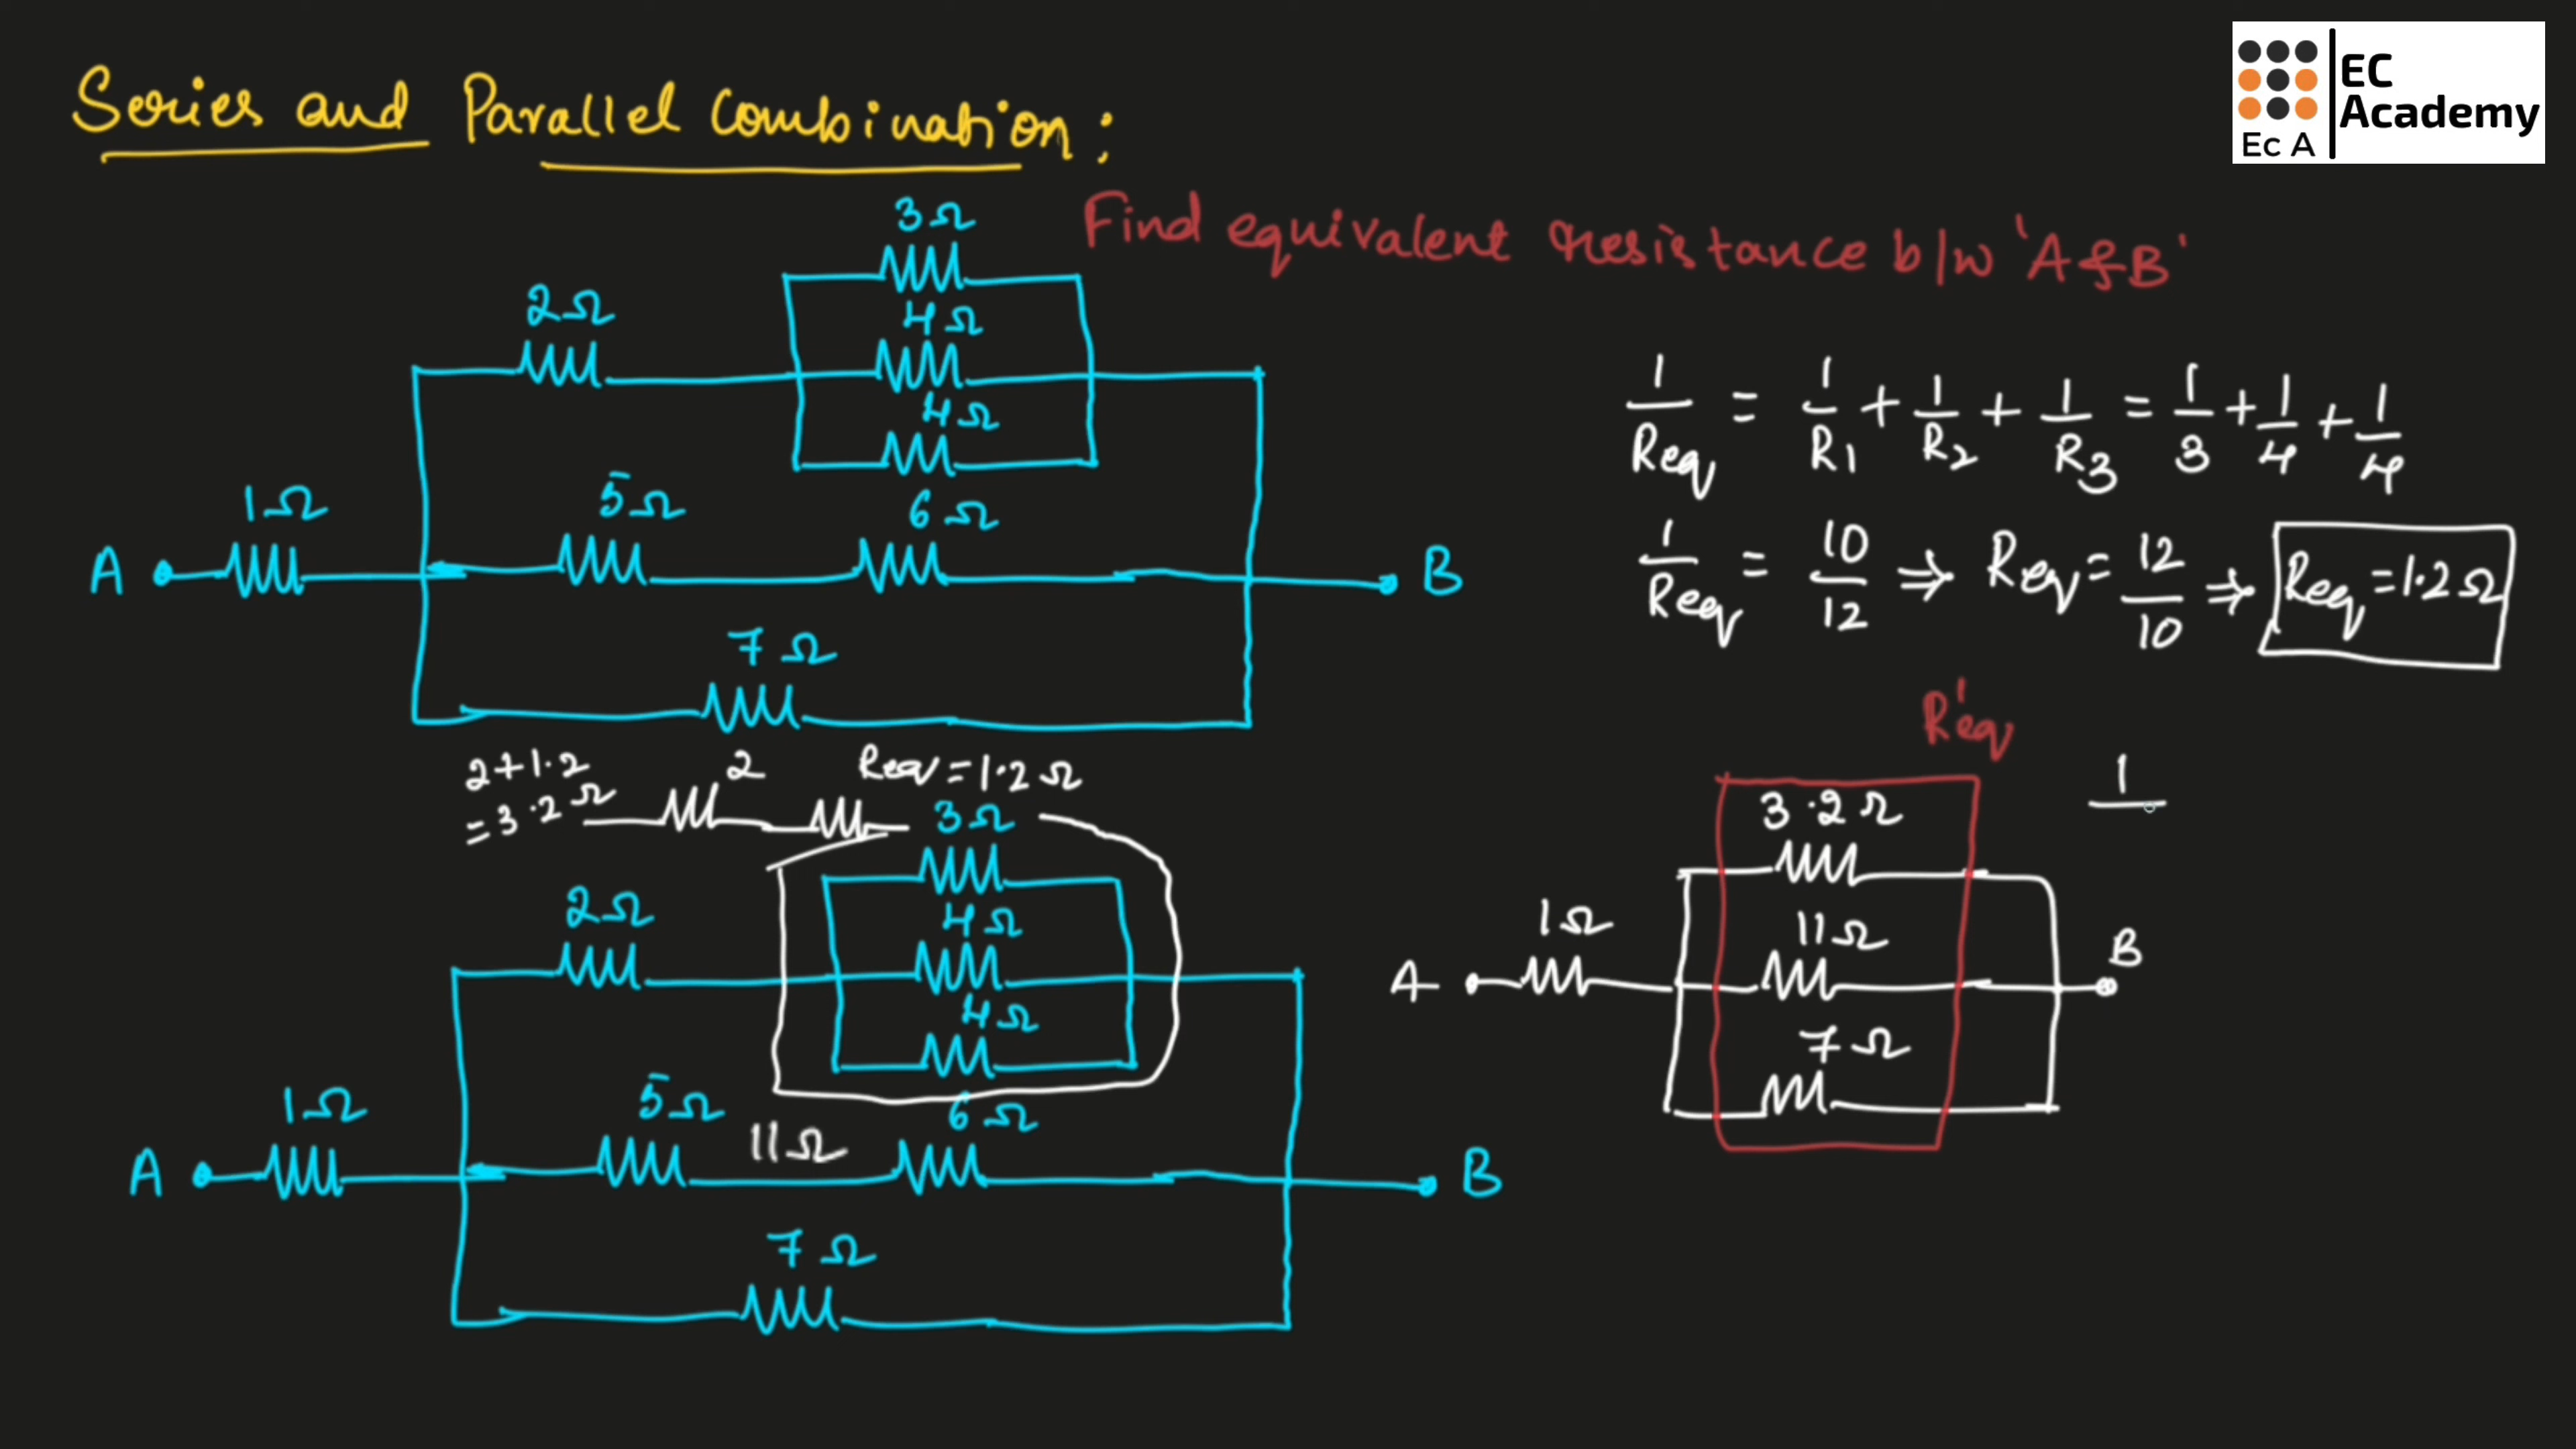 Series and Parallel Combination:
EC
Academy
Ec A
Find equivalent resistance b/w 'A & B'
3Ω
2Ω
4Ω
4Ω
1Ω
5Ω
6Ω
A
B
7Ω
1/Req = 1/R1 + 1/R2 + 1/R3 = 1/3 + 1/4 + 1/4
1/Req = 10/12 ⇒ Req = 12/10 ⇒ Req = 1.2Ω
2+1.2
= 3.2Ω
2
Req = 1.2Ω
3Ω
2Ω
4Ω
4Ω
1Ω
5Ω
11Ω
6Ω
A
B
7Ω
R'eq
1
3.2Ω
1Ω
11Ω
A
B
7Ω